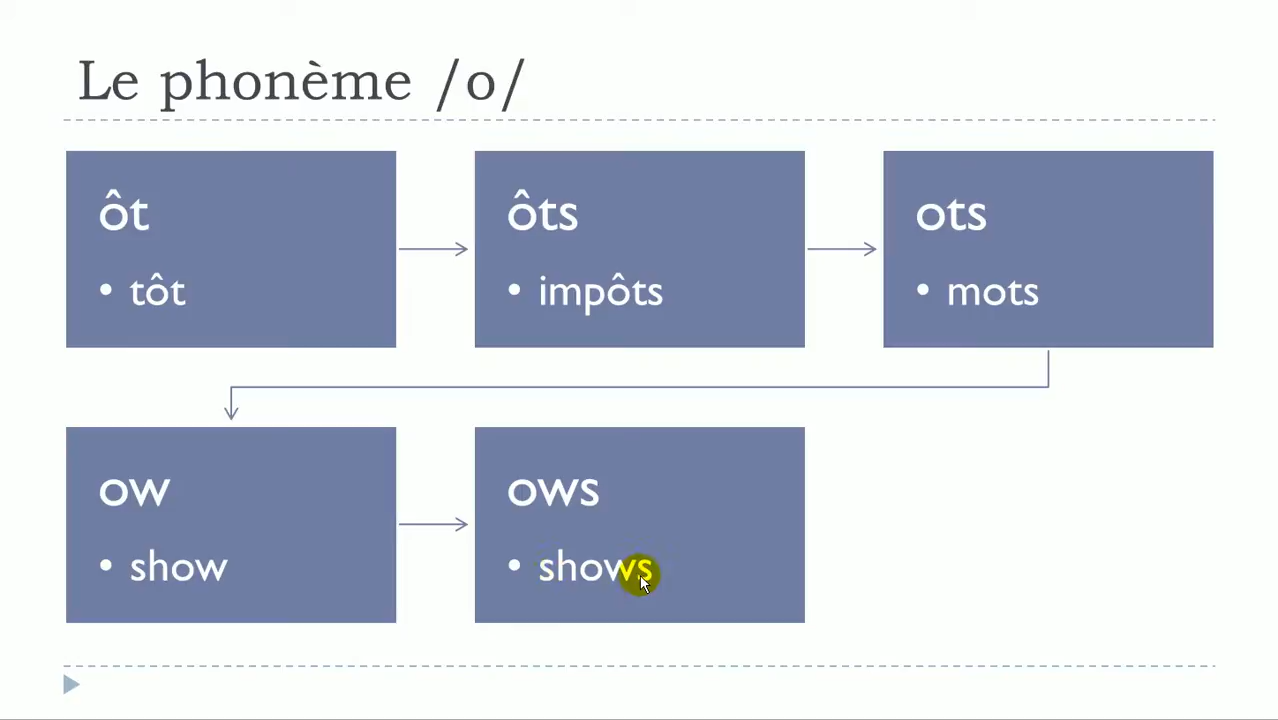 Le phonème /o/
ôt
• tôt
ôts
• impôts
ots
• mots
ow
• show
ows
• shows